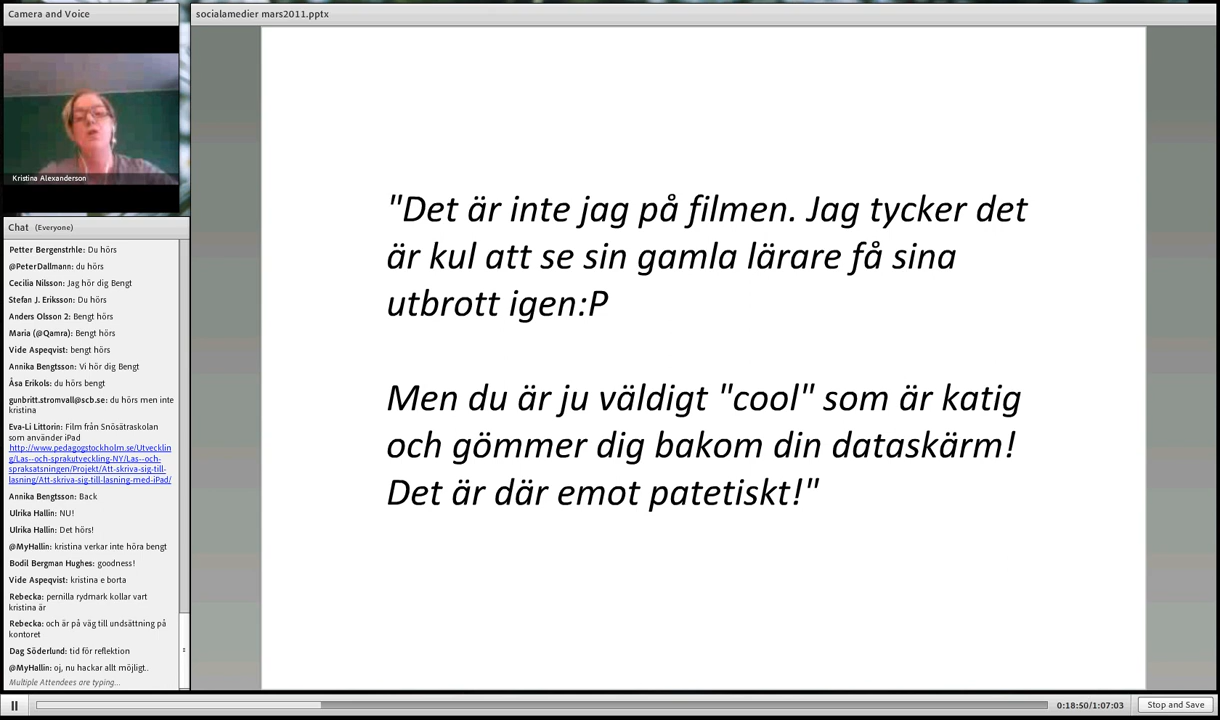 Camera and Voice
socialamedier mars2011.pptx
Kristina Alexanderson
Chat (Everyone)
Petter Bergenstrhle: Du hörs
@PeterDallmann: du hörs
Cecilia Nilsson: Jag hör dig Bengt
Stefan J. Eriksson: Du hörs
Anders Olsson 2: Bengt hörs
Maria (@Qamra): Bengt hörs
Vide Aspeqvist: bengt hörs
Annika Bengtsson: Vi hör dig Bengt
Åsa Erikols: du hörs bengt
gunbritt.stromvall@scb.se: du hörs men inte
kristina
Eva-Li Littorin: Film från Snösätraskolan
som använder iPad
http://www.pedagogstockholm.se/Utvecklin
g/Las--och-sprakutveckling-NY/Las--och-
spraksatsningen/Projekt/Att-skriva-sig-till-
lasning/Att-skriva-sig-till-lasning-med-iPad/
Annika Bengtsson: Back
Ulrika Hallin: NU!
Ulrika Hallin: Det hörs!
@MyHallin: kristina verkar inte höra bengt
Bodil Bergman Hughes: goodness!
Vide Aspeqvist: kristina e borta
Rebecka: pernilla rydmark kollar vart
kristina är
Rebecka: och är på väg till undsättning på
kontoret
Dag Söderlund: tid för reflektion
@MyHallin: oj, nu hackar allt möjligt..
Multiple Attendees are typing...
"Det är inte jag på filmen. Jag tycker det
är kul att se sin gamla lärare få sina
utbrott igen:P
Men du är ju väldigt "cool" som är katig
och gömmer dig bakom din dataskärm!
Det är där emot patetiskt!"
0:18:50/1:07:03
Stop and Save